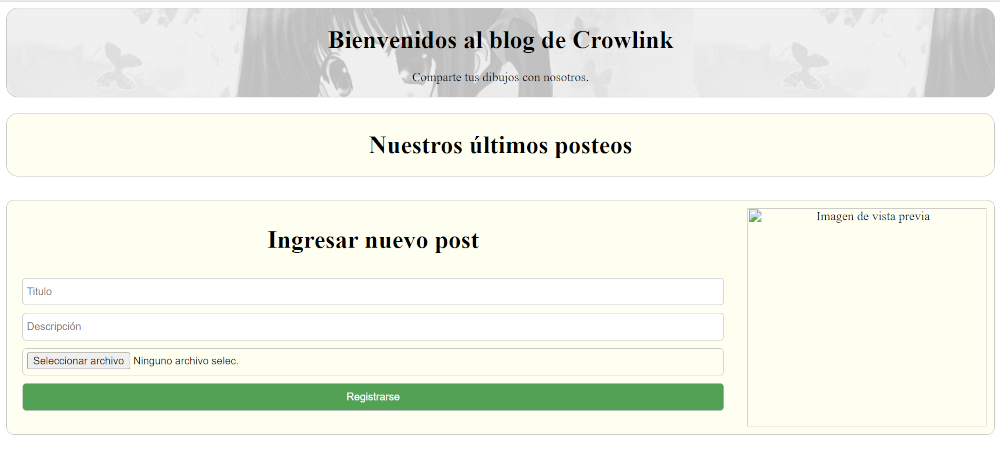 Bienvenidos al blog de Crowlink
Comparte tus dibujos con nosotros.
Nuestros últimos posteos
Ingresar nuevo post
Titulo
Descripción
Seleccionar archivo Ninguno archivo selec.
Registrarse
Imagen de vista previa